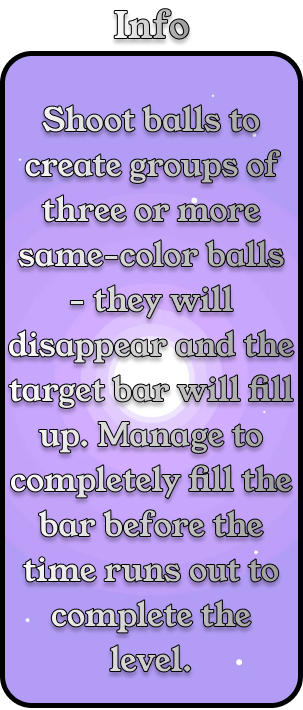 Info
Shoot balls to
create groups of
three or more
same-color balls
- they will
disappear and the
target bar will fill
up. Manage to
completely fill the
bar before the
time runs out to
complete the
level.